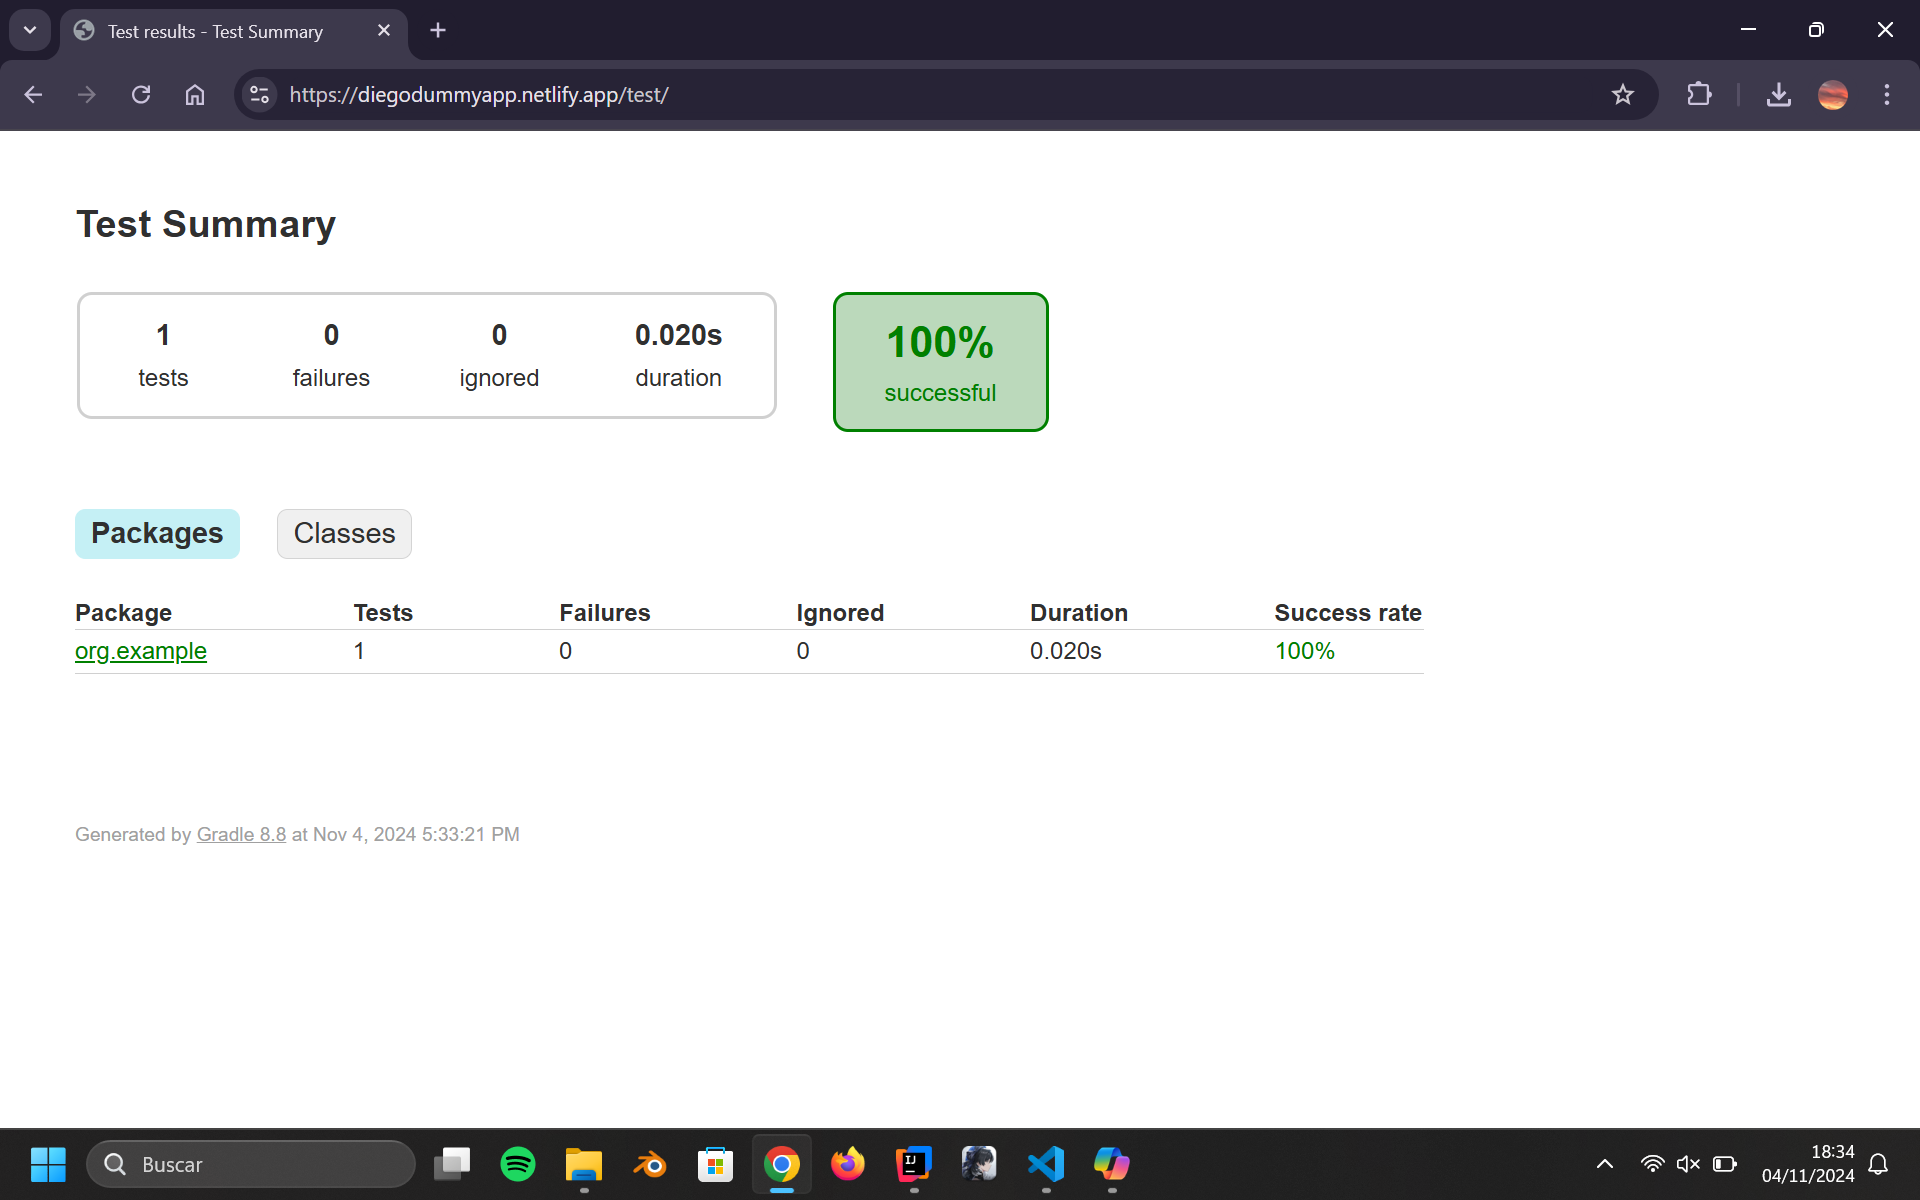 Test results - Test Summary
https://diegodummyapp.netlify.app/test/
Test Summary
1 0 0 0.020s
tests failures ignored duration
100%
successful
Packages Classes
Package Tests Failures Ignored Duration Success rate
org.example 1 0 0 0.020s 100%
Generated by Gradle 8.8 at Nov 4, 2024 5:33:21 PM
Buscar
IJ
18:34
04/11/2024